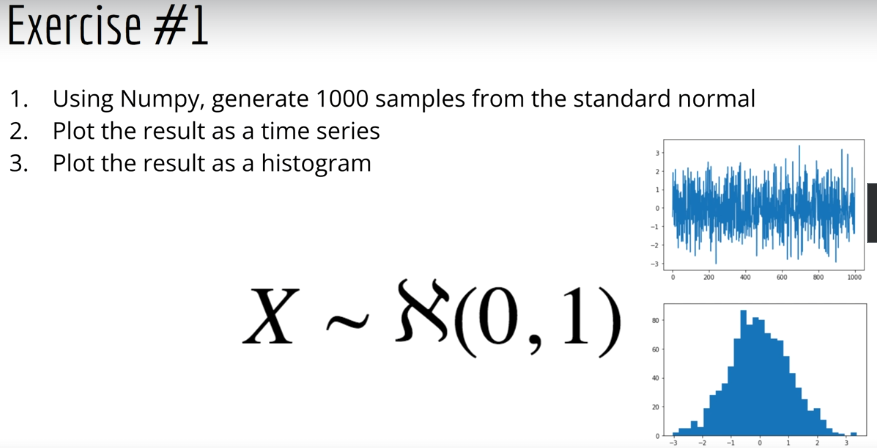 Exercise #1
1. Using Numpy, generate 1000 samples from the standard normal
2. Plot the result as a time series
3. Plot the result as a histogram
3
2
1
0
−1
−2
−3
0 200 400 600 800 1000
X ~ ℵ(0, 1)
80
60
40
20
0
−3 −2 −1 0 1 2 3